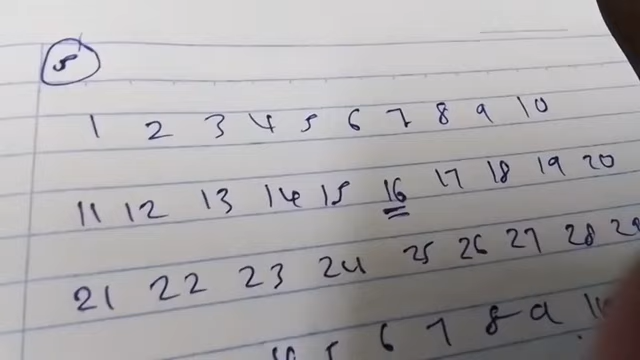 5
1 2 3 4 5 6 7 8 9 10
11 12 13 14 15 16 17 18 19 20
21 22 23 24 25 26 27 28 29
6 7 8 9